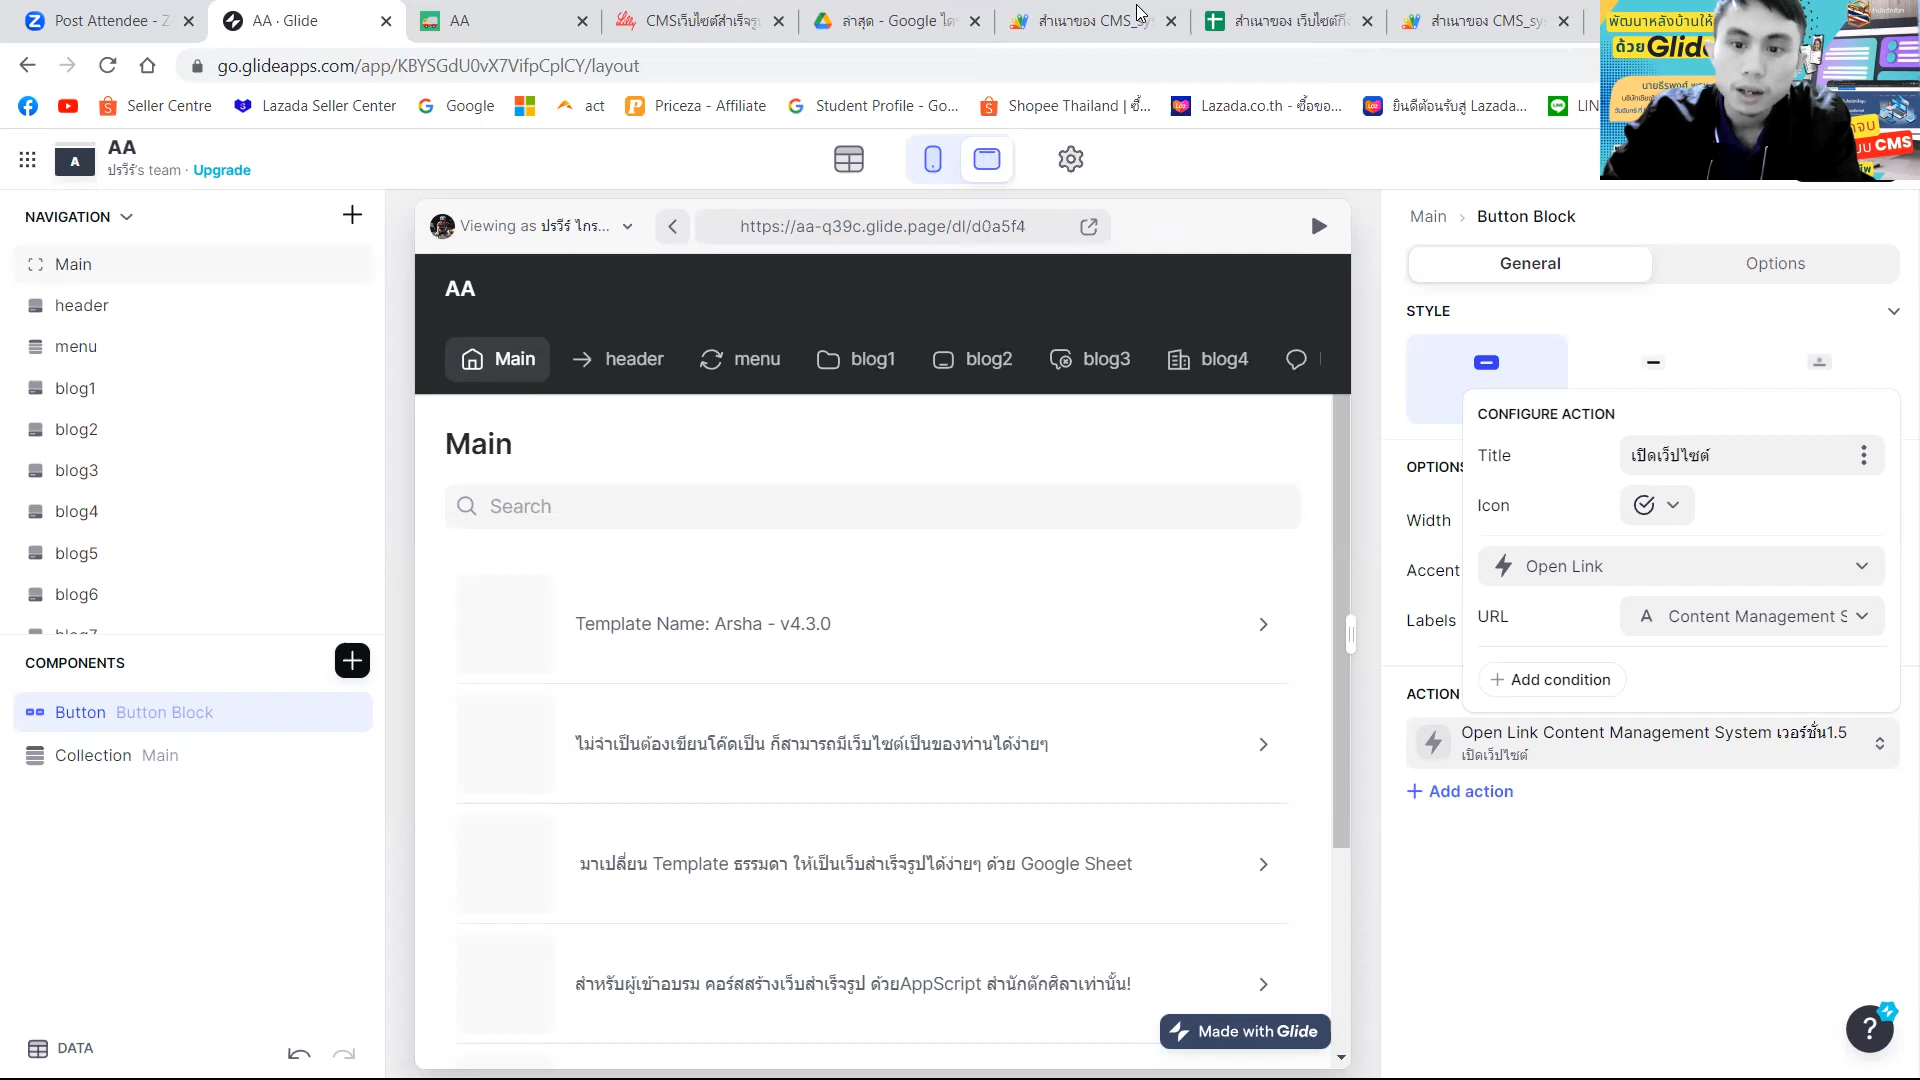 Post Attendee - Z
AA · Glide
AA
CMSเว็บไซต์สำเร็จรูป
ล่าสุด - Google ไดร
สำเนาของ CMS_sys
สำเนาของ เว็บไซต์กึ่ง
สำเนาของ CMS_sys
go.glideapps.com/app/KBYSGdU0vX7VifpCplCY/layout
Seller Centre
Lazada Seller Center
Google
act
Priceza - Affiliate
Student Profile - Go...
Shopee Thailand | ซื้...
Lazada.co.th - ซื้อขอ...
ยินดีต้อนรับสู่ Lazada...
LIN
พัฒนาหลังบ้านให้
ด้วยGlide
CMS
A
AA
ปรวีร์'s team · Upgrade
NAVIGATION
Main
header
menu
blog1
blog2
blog3
blog4
blog5
blog6
blog7
COMPONENTS
Button Button Block
Collection Main
DATA
Viewing as ปรวีร์ ไกร...
https://aa-q39c.glide.page/dl/d0a5f4
AA
Main
header
menu
blog1
blog2
blog3
blog4
Main
Search
Template Name: Arsha - v4.3.0
ไม่จำเป็นต้องเขียนโค๊ดเป็น ก็สามารถมีเว็บไซต์เป็นของท่านได้ง่ายๆ
มาเปลี่ยน Template ธรรมดา ให้เป็นเว็บสำเร็จรูปได้ง่ายๆ ด้วย Google Sheet
สำหรับผู้เข้าอบรม คอร์สสร้างเว็บสำเร็จรูป ด้วยAppScript สำนักตักศิลาเท่านั้น!
Made with Glide
Main › Button Block
General
Options
STYLE
OPTIONS
Width
Accent
Labels
ACTION
CONFIGURE ACTION
Title
เปิดเว็ปไซต์
Icon
Open Link
URL
A Content Management S
Add condition
Open Link Content Management System เวอร์ชั่น1.5
เปิดเว็ปไซต์
Add action
?